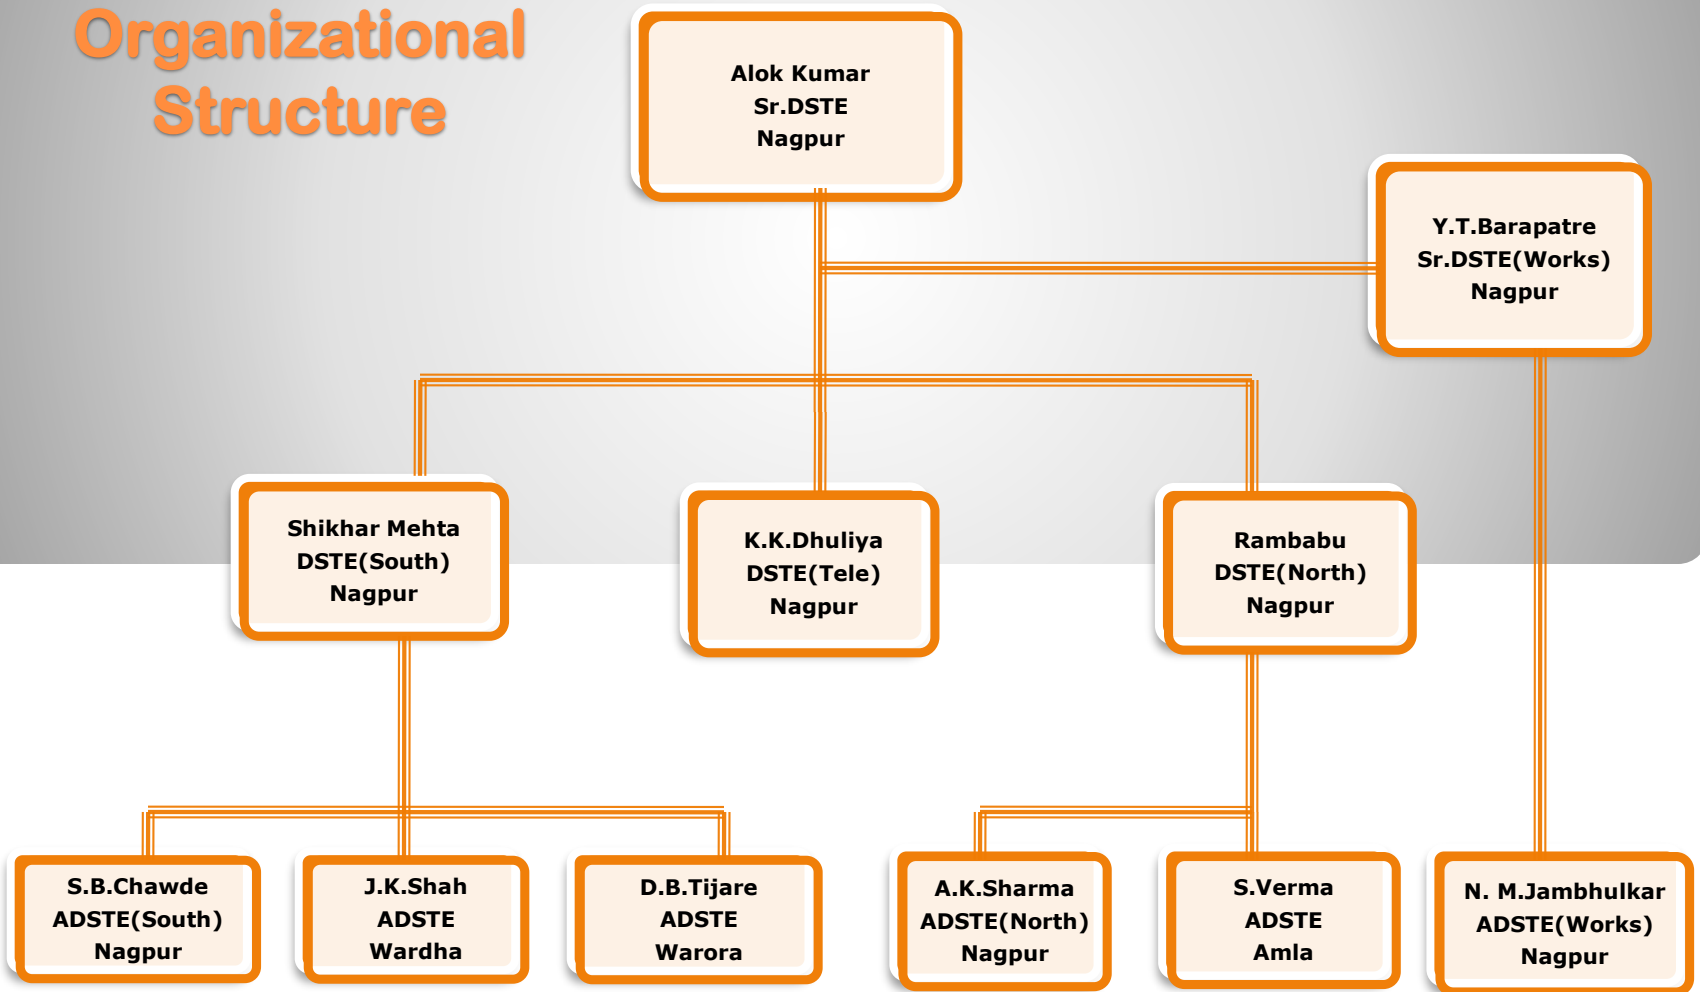 Organizational
Structure
Alok Kumar
Sr.DSTE
Nagpur
Y.T.Barapatre
Sr.DSTE(Works)
Nagpur
Shikhar Mehta
DSTE(South)
Nagpur
K.K.Dhuliya
DSTE(Tele)
Nagpur
Rambabu
DSTE(North)
Nagpur
S.B.Chawde
ADSTE(South)
Nagpur
J.K.Shah
ADSTE
Wardha
D.B.Tijare
ADSTE
Warora
A.K.Sharma
ADSTE(North)
Nagpur
S.Verma
ADSTE
Amla
N. M.Jambhulkar
ADSTE(Works)
Nagpur